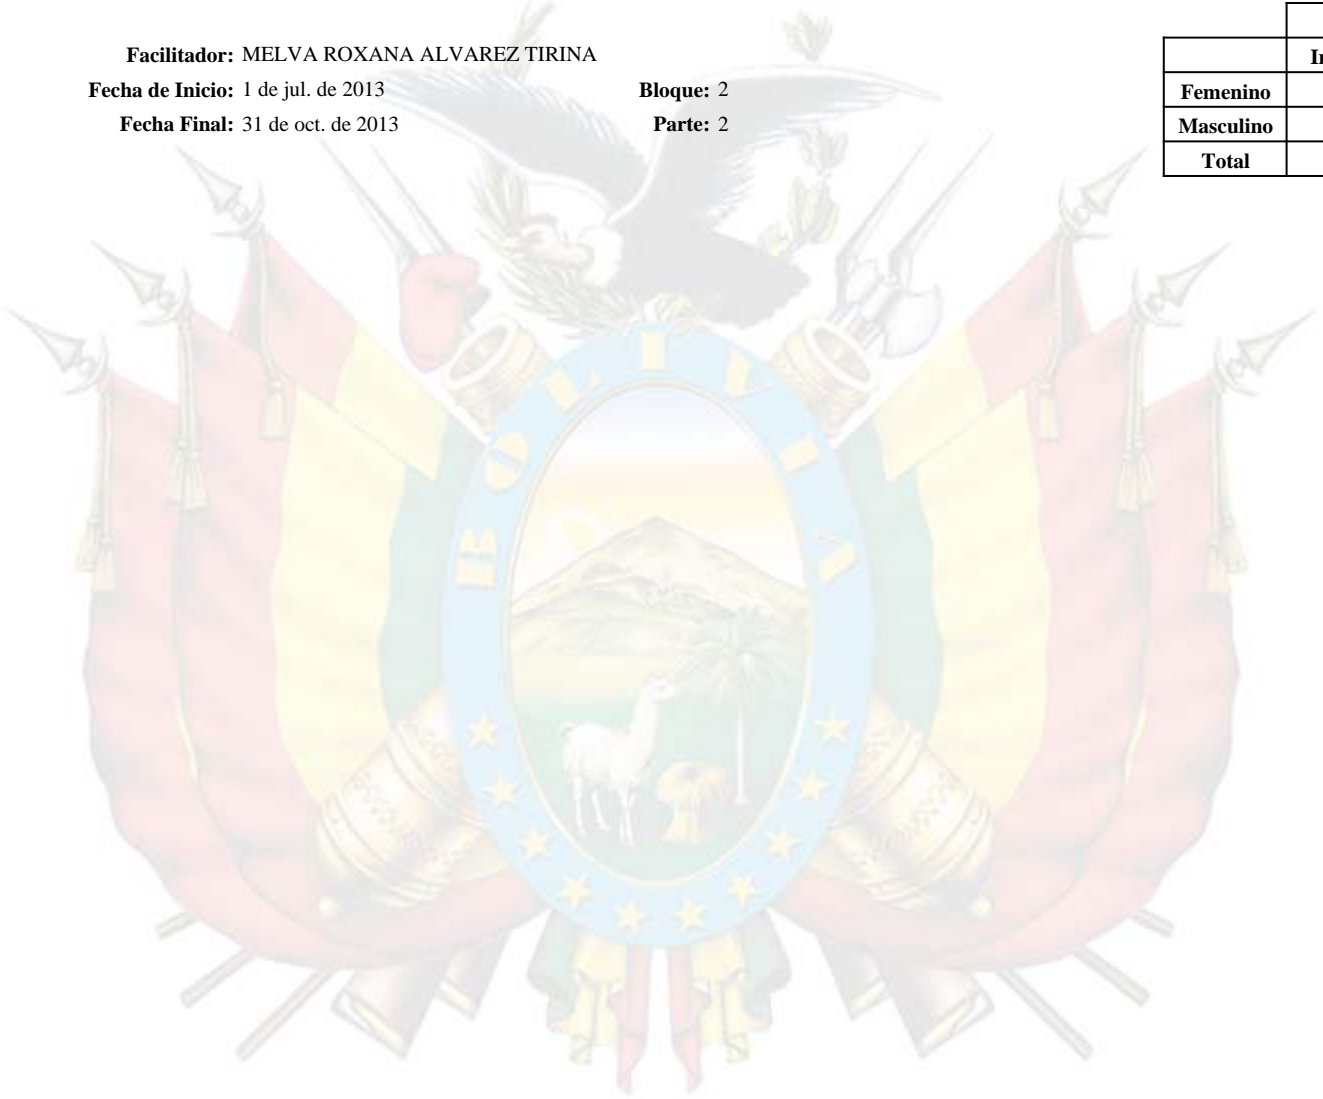 Facilitador: MELVA ROXANA ALVAREZ TIRINA
Fecha de Inicio: 1 de jul. de 2013 Bloque: 2
Fecha Final: 31 de oct. de 2013 Parte: 2
Femenino
Masculino
Total
BOLIVIA